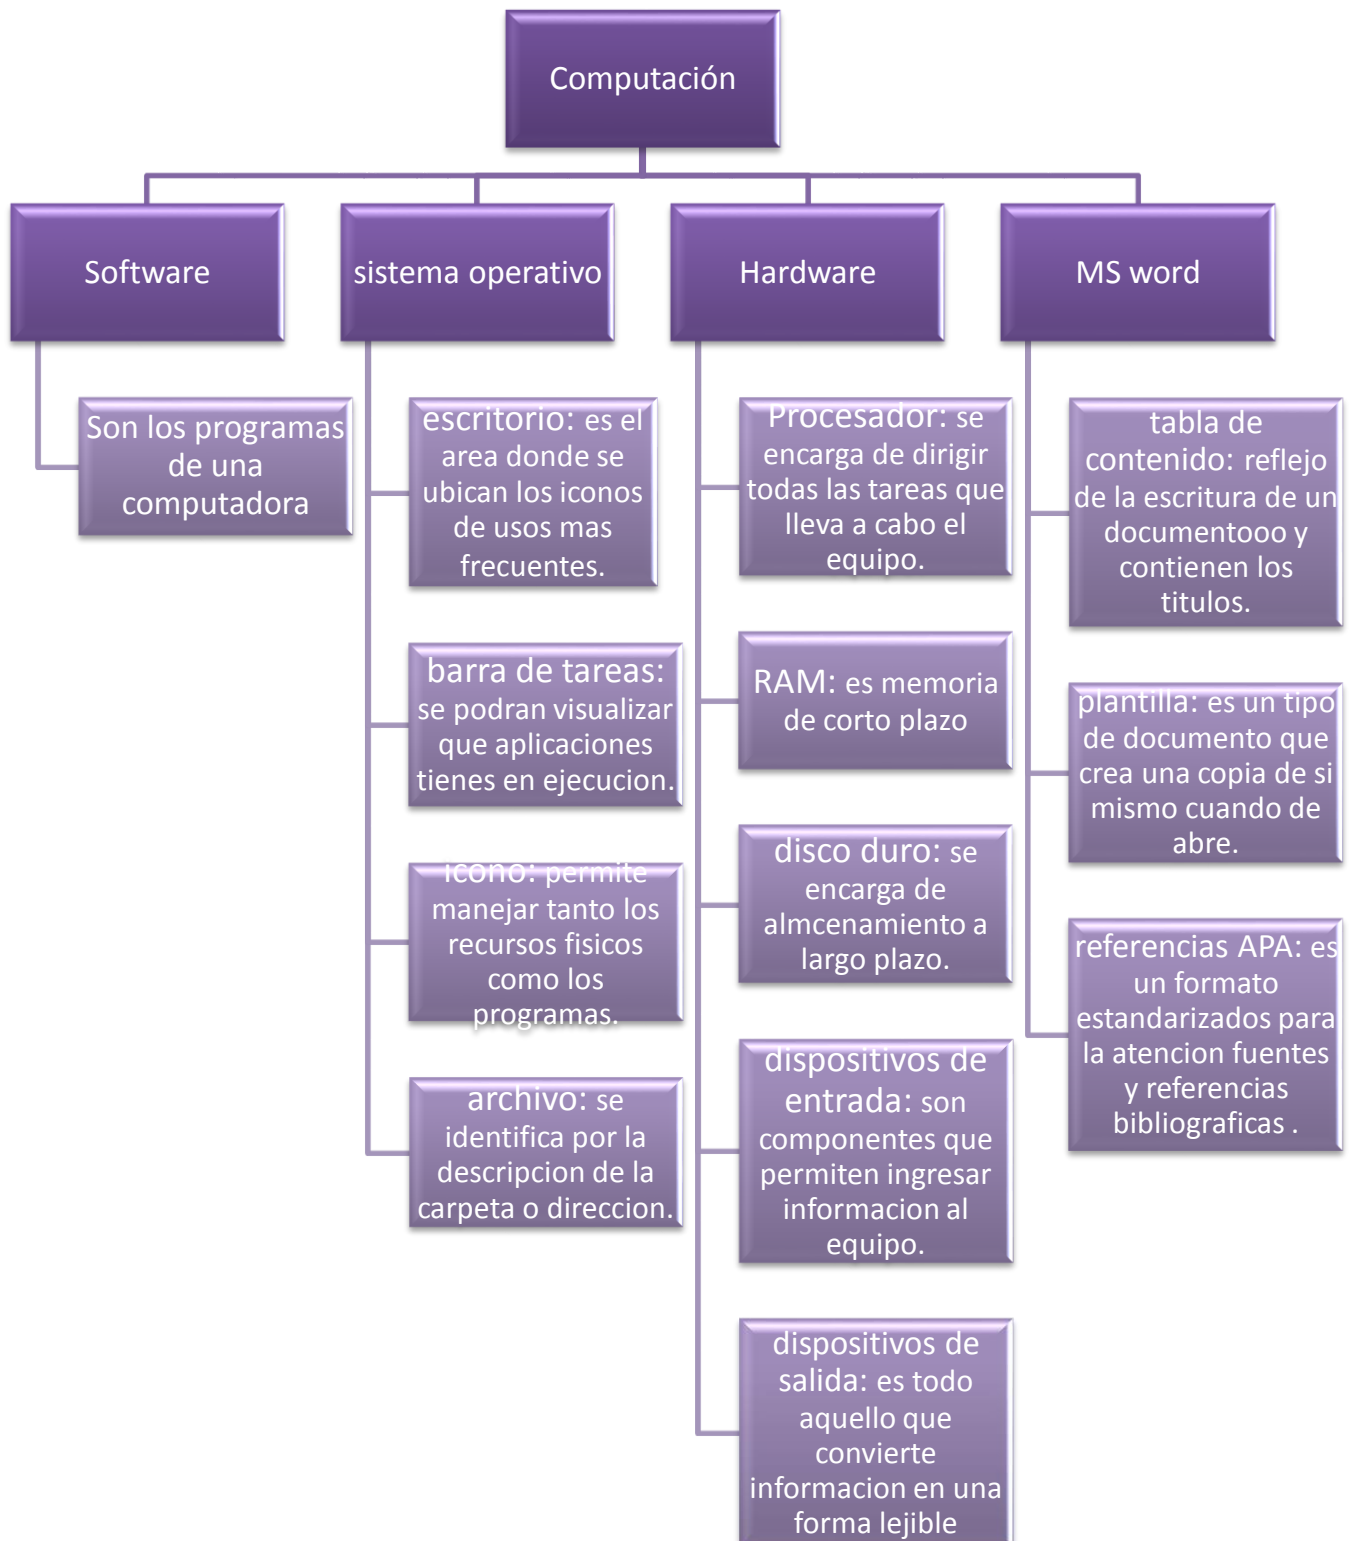 Computación
Software
sistema operativo
Hardware
MS word
Son los programas
de una
computadora
escritorio: es el
area donde se
ubican los iconos
de usos mas
frecuentes.
barra de tareas:
se podran visualizar
que aplicaciones
tienes en ejecucion.
icono: permite
manejar tanto los
recursos fisicos
como los
programas.
archivo: se
identifica por la
descripcion de la
carpeta o direccion.
Procesador: se
encarga de dirigir
todas las tareas que
lleva a cabo el
equipo.
RAM: es memoria
de corto plazo
disco duro: se
encarga de
almcenamiento a
largo plazo.
dispositivos de
entrada: son
componentes que
permiten ingresar
informacion al
equipo.
dispositivos de
salida: es todo
aquello que
convierte
informacion en una
forma lejible
tabla de
contenido: reflejo
de la escritura de un
documentooo y
contienen los
titulos.
plantilla: es un tipo
de documento que
crea una copia de si
mismo cuando de
abre.
referencias APA: es
un formato
estandarizados para
la atencion fuentes
y referencias
bibliograficas .